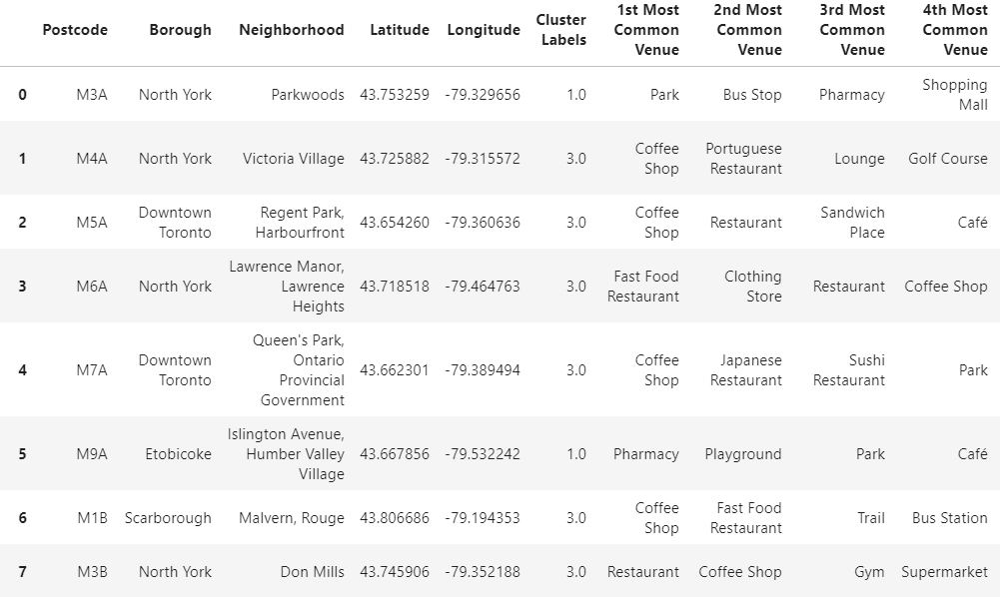 Postcode Borough Neighborhood Latitude Longitude Cluster Labels 1st Most Common Venue 2nd Most Common Venue 3rd Most Common Venue 4th Most Common Venue
0 M3A North York Parkwoods 43.753259 -79.329656 1.0 Park Bus Stop Pharmacy Shopping Mall
1 M4A North York Victoria Village 43.725882 -79.315572 3.0 Coffee Shop Portuguese Restaurant Lounge Golf Course
2 M5A Downtown Toronto Regent Park, Harbourfront 43.654260 -79.360636 3.0 Coffee Shop Restaurant Sandwich Place Café
3 M6A North York Lawrence Manor, Lawrence Heights 43.718518 -79.464763 3.0 Fast Food Restaurant Clothing Store Restaurant Coffee Shop
4 M7A Downtown Toronto Queen's Park, Ontario Provincial Government 43.662301 -79.389494 3.0 Coffee Shop Japanese Restaurant Sushi Restaurant Park
5 M9A Etobicoke Islington Avenue, Humber Valley Village 43.667856 -79.532242 1.0 Pharmacy Playground Park Café
6 M1B Scarborough Malvern, Rouge 43.806686 -79.194353 3.0 Coffee Shop Fast Food Restaurant Trail Bus Station
7 M3B North York Don Mills 43.745906 -79.352188 3.0 Restaurant Coffee Shop Gym Supermarket